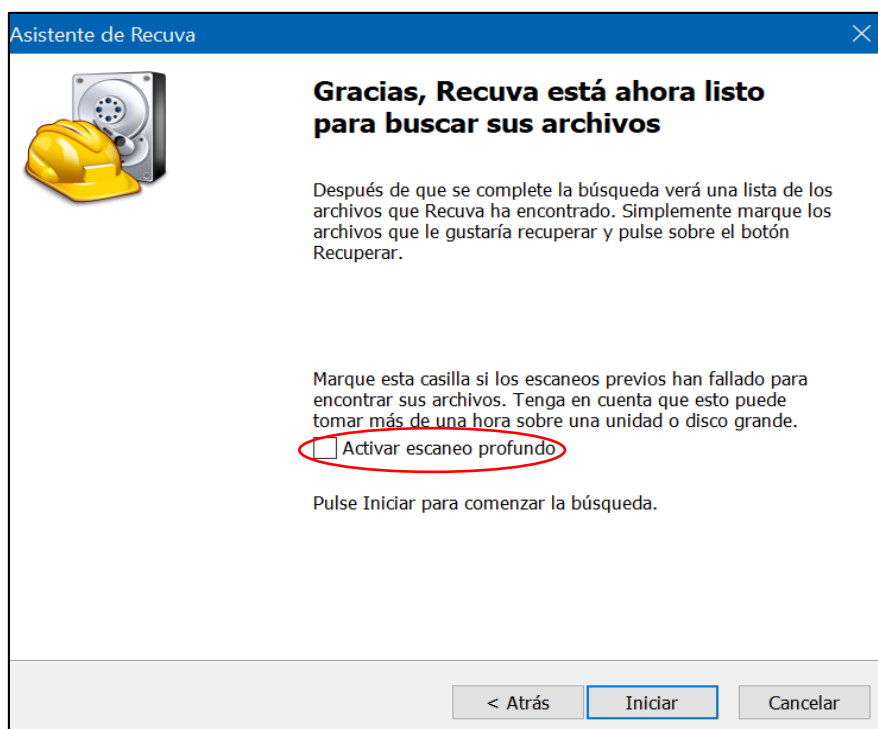 Asistente de Recuva
Gracias, Recuva está ahora listo
para buscar sus archivos
Después de que se complete la búsqueda verá una lista de los
archivos que Recuva ha encontrado. Simplemente marque los
archivos que le gustaría recuperar y pulse sobre el botón
Recuperar.
Marque esta casilla si los escaneos previos han fallado para
encontrar sus archivos. Tenga en cuenta que esto puede
tomar más de una hora sobre una unidad o disco grande.
Activar escaneo profundo
Pulse Iniciar para comenzar la búsqueda.
< Atrás Iniciar Cancelar